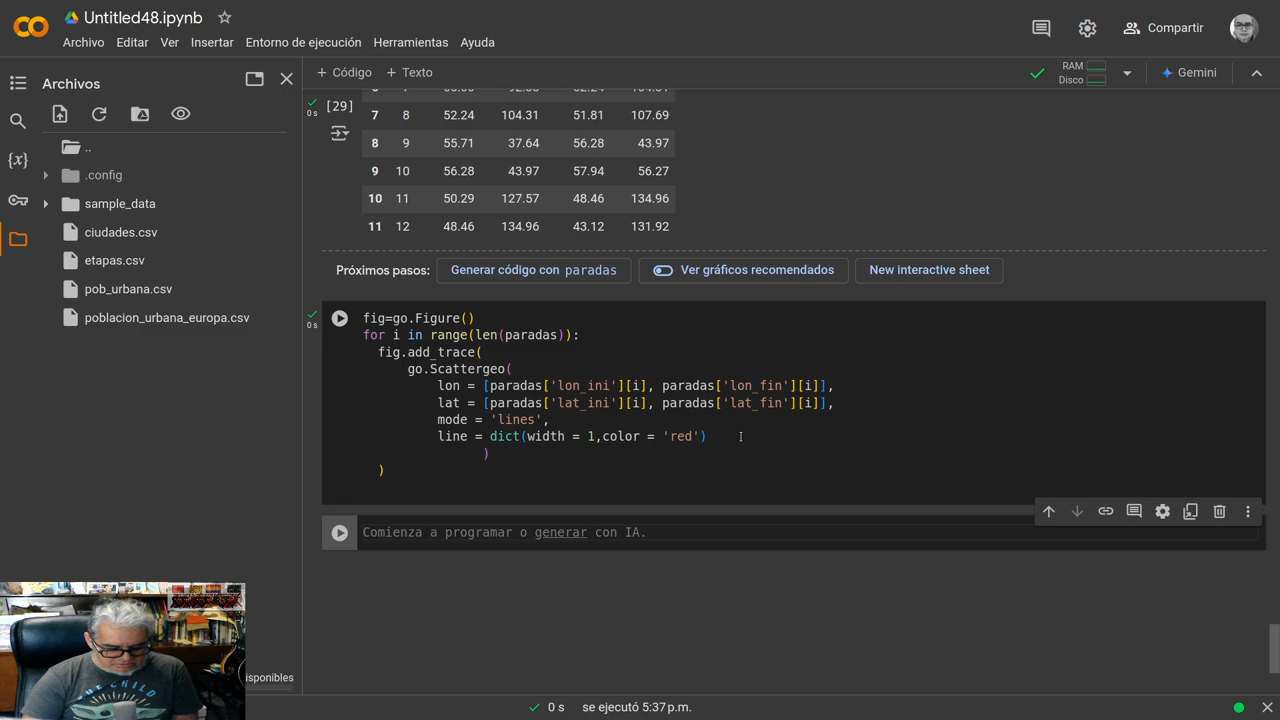 Untitled48.ipynb
Archivo Editar Ver Insertar Entorno de ejecución Herramientas Ayuda
Compartir
Archivos
+ Código + Texto
RAM
Disco
Gemini
..
.config
sample_data
ciudades.csv
etapas.csv
pob_urbana.csv
poblacion_urbana_europa.csv
isponibles
0 s
[29]
7 8 52.24 104.31 51.81 107.69
8 9 55.71 37.64 56.28 43.97
9 10 56.28 43.97 57.94 56.27
10 11 50.29 127.57 48.46 134.96
11 12 48.46 134.96 43.12 131.92
Próximos pasos: Generar código con paradas Ver gráficos recomendados New interactive sheet
0 s
fig=go.Figure()
for i in range(len(paradas)):
fig.add_trace(
go.Scattergeo(
lon = [paradas['lon_ini'][i], paradas['lon_fin'][i]],
lat = [paradas['lat_ini'][i], paradas['lat_fin'][i]],
mode = 'lines',
line = dict(width = 1,color = 'red')
)
)
Comienza a programar o generar con IA.
0 s se ejecutó 5:37 p.m.